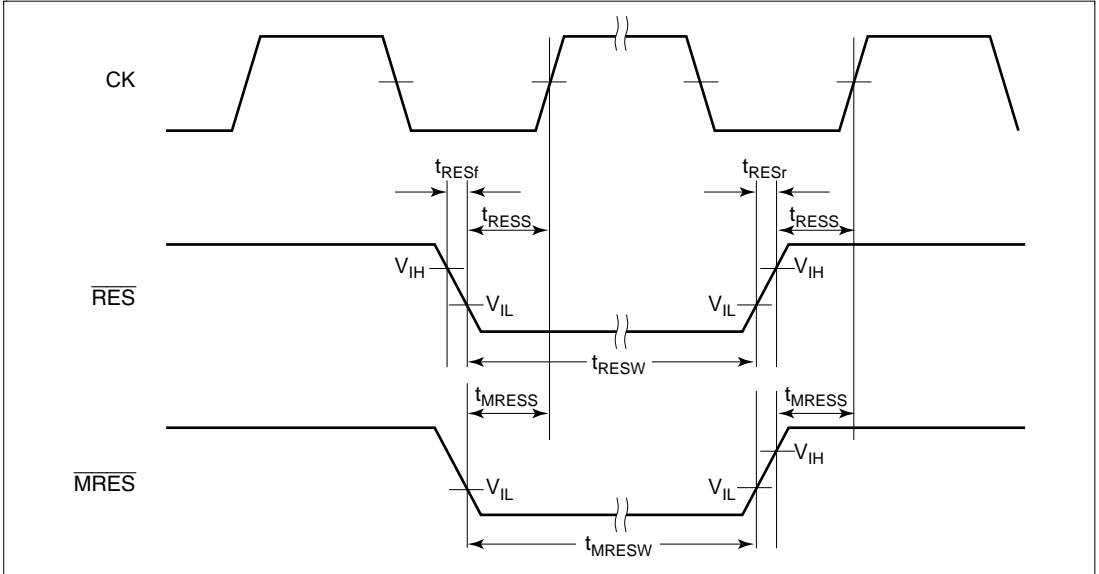 CK
tRESf
tRESr
tRESS
tRESS
VIH
VIH
RES
VIL
VIL
tRESW
tMRESS
tMRESS
VIH
MRES
VIL
VIL
tMRESW